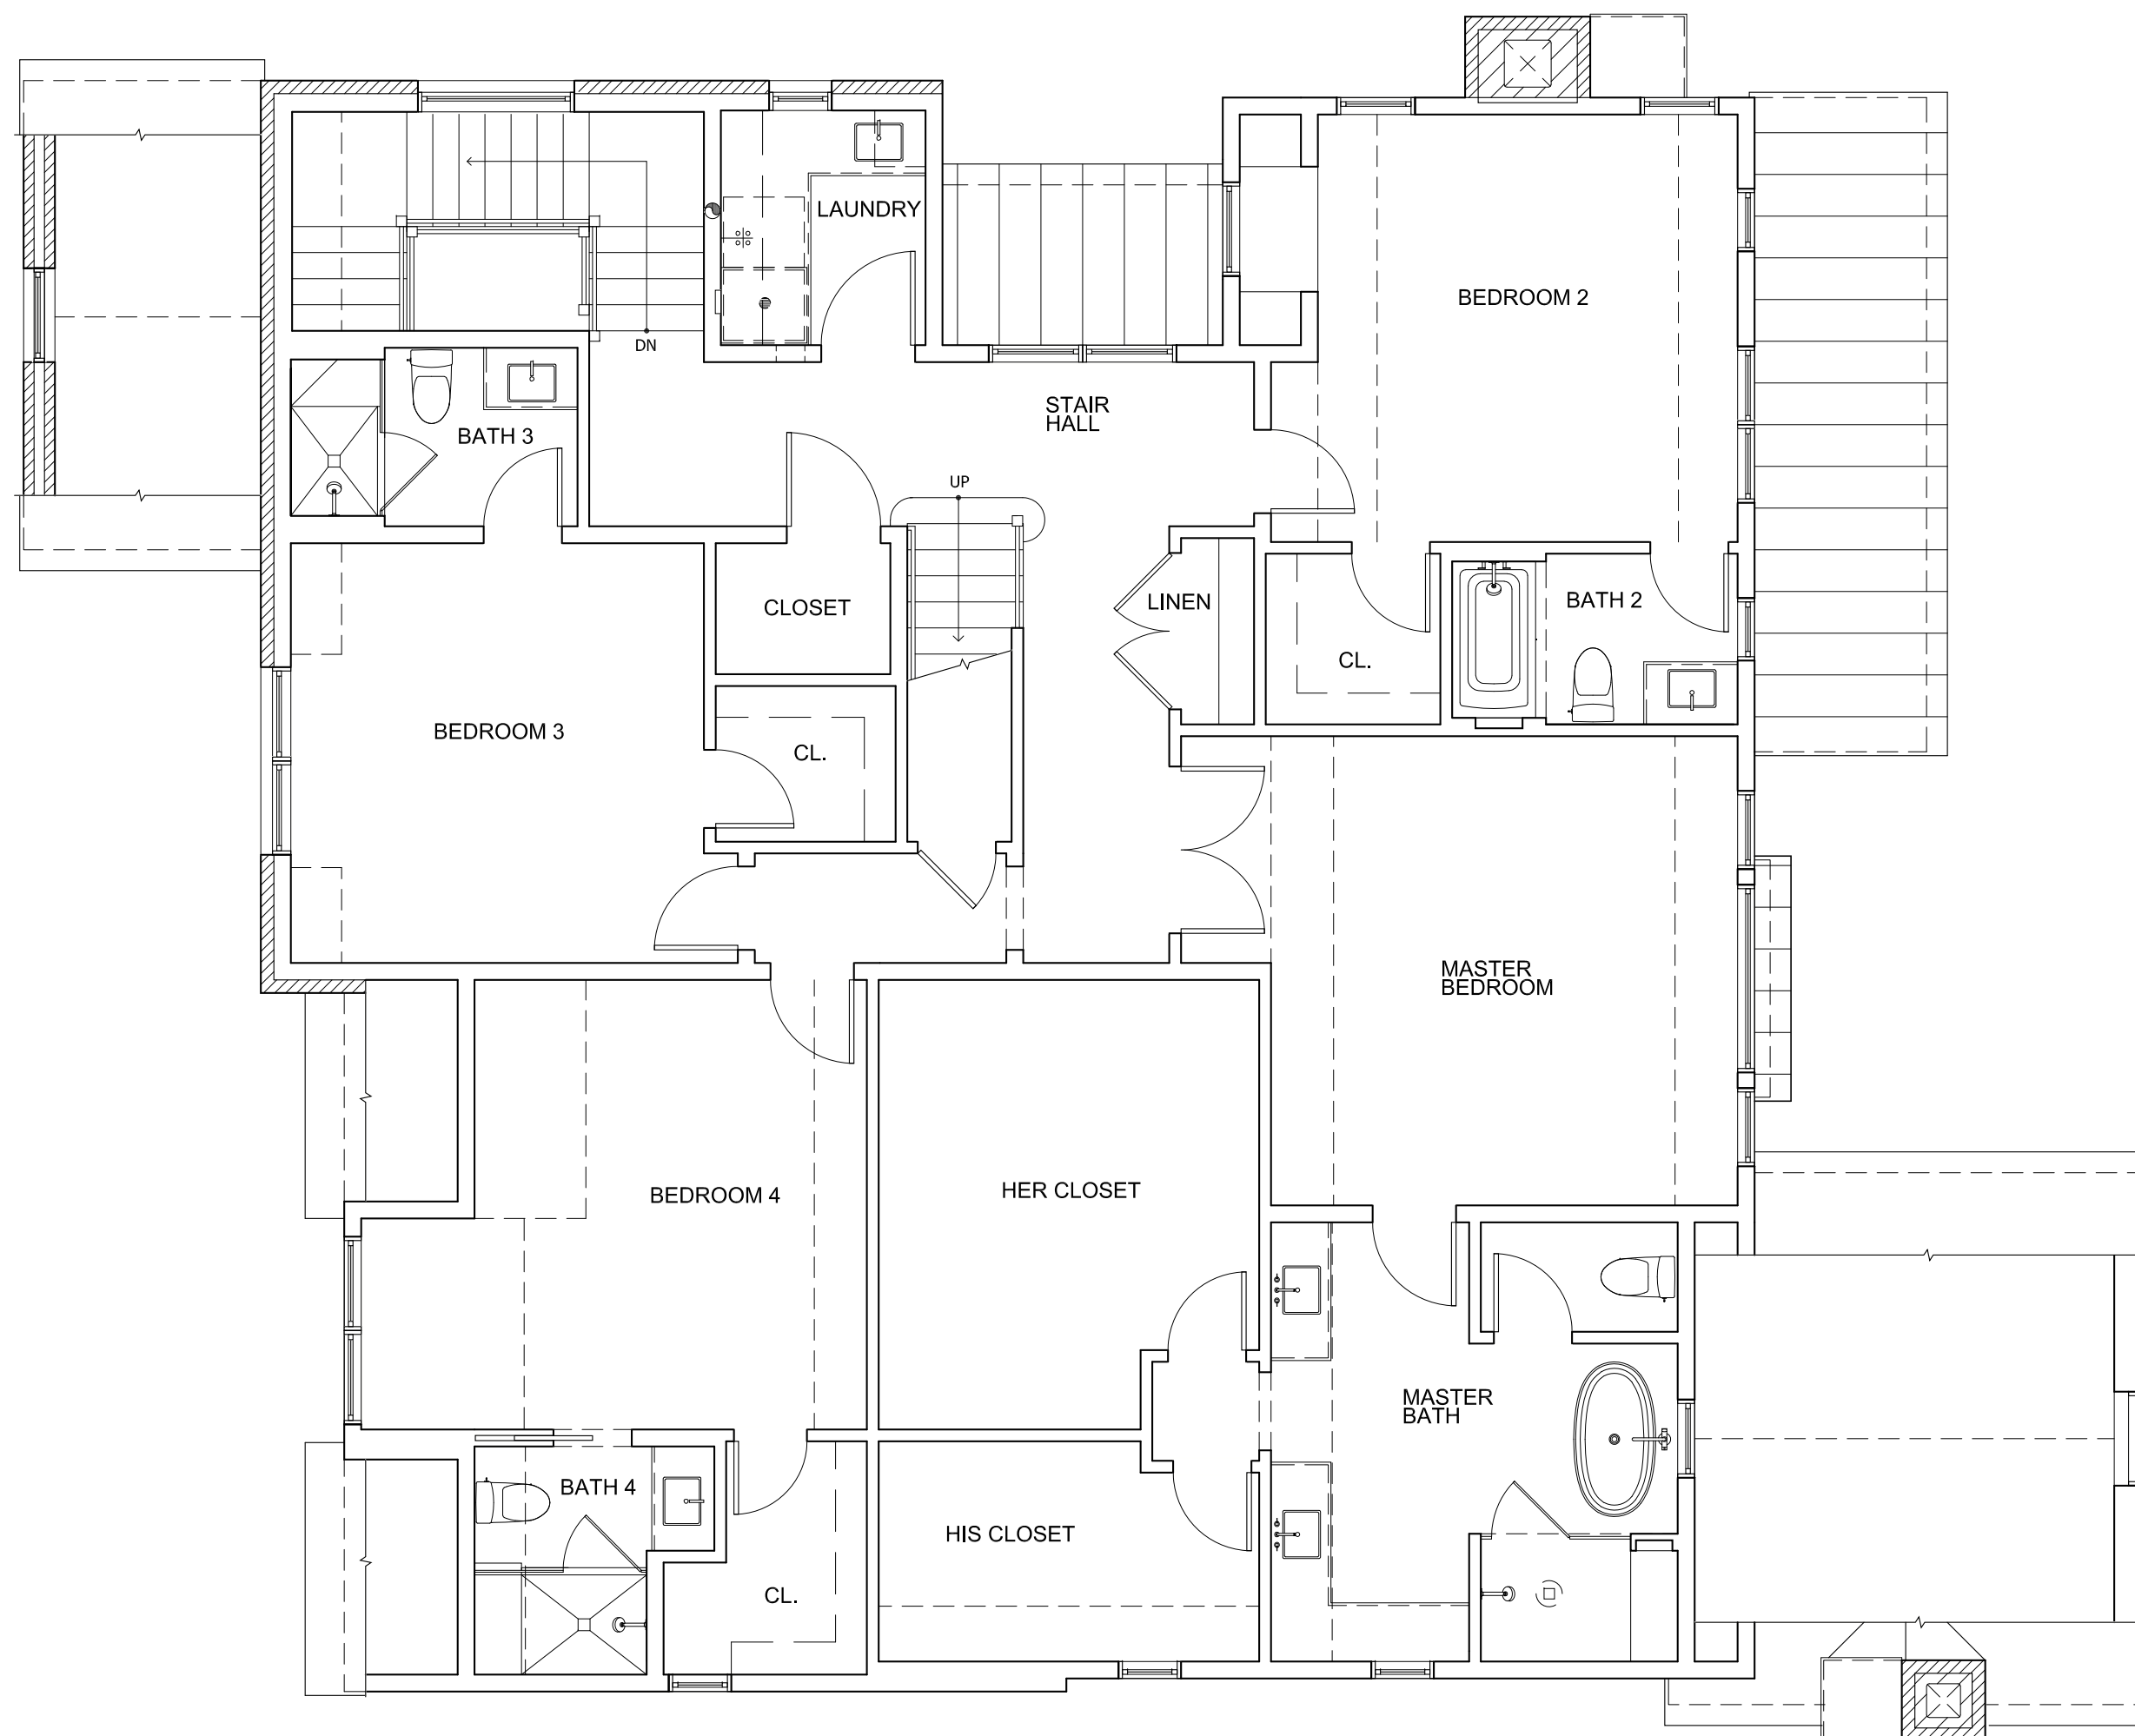 LAUNDRY
BEDROOM 2
DN
STAIR
HALL
BATH 3
UP
CLOSET
LINEN
BATH 2
CL.
BEDROOM 3
CL.
MASTER
BEDROOM
BEDROOM 4
HER CLOSET
MASTER
BATH
BATH 4
HIS CLOSET
CL.